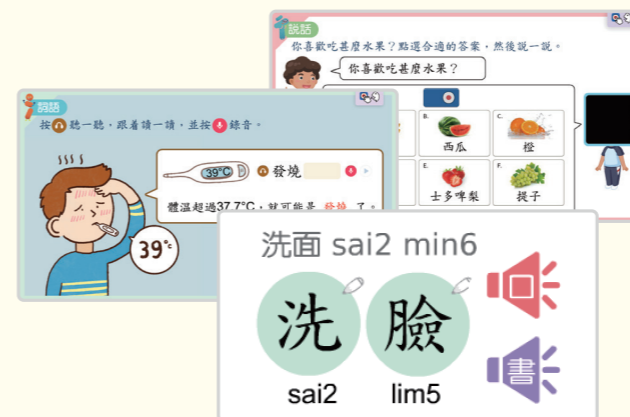 説話
你喜歡吃甚麼水果？點選合適的答案，然後說一說。
你喜歡吃甚麼水果？
B.
西瓜
C.
橙
E.
士多啤梨
F.
提子
詞語
按聽一聽，跟着讀一讀，並按錄音。
39°C
發燒
體溫超過37.7°C，就可能是 發燒 了。
39°c
洗面 sai2 min6
洗 臉
sai2 lim5
口
書